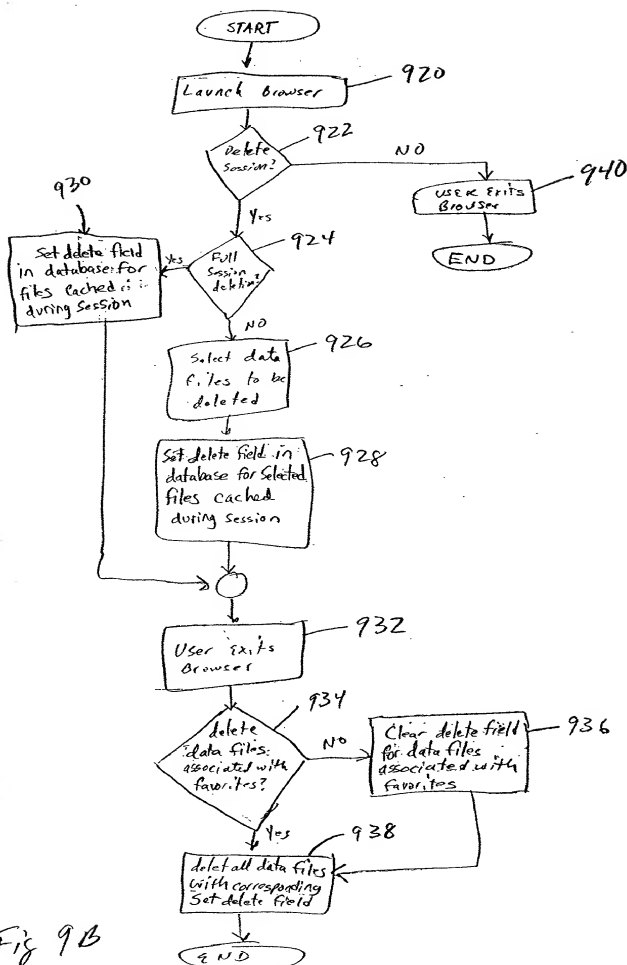 START
Launch Browser
920
Delete
Session?
922
NO
User Exits
Browser
940
END
Yes
930
Set delete field
in database for
files cached
during Session
Yes
Full
Session
deletion?
924
NO
Select data
files to be
deleted
926
Set delete field in
database for Selected
files cached
during Session
928
User Exits
Browser
932
delete
data files
associated with
favorites?
934
NO
Clear delete field
for data files
associated with
favorites
936
Yes
938
delet all data files
with corresponding
Set delete field
Fig 9B
END